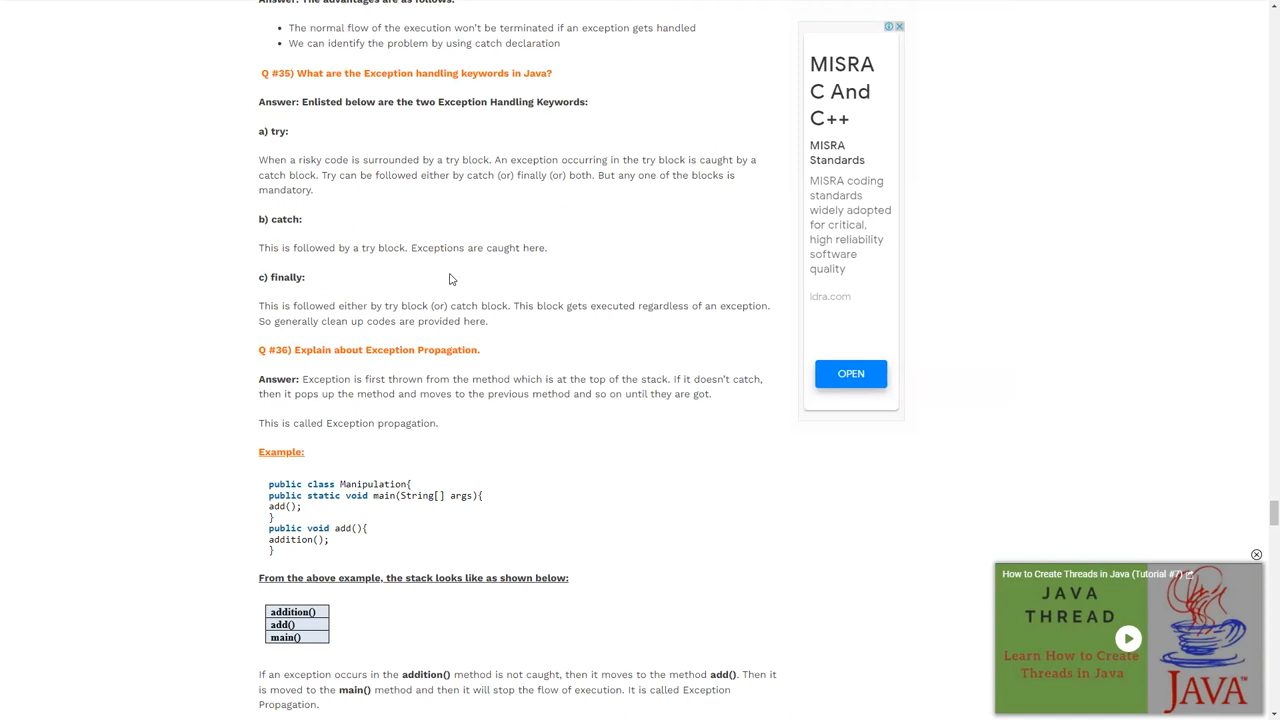 Answer: The advantages are as follows:
The normal flow of the execution won't be terminated if an exception gets handled
We can identify the problem by using catch declaration
Q #35) What are the Exception handling keywords in Java?
Answer: Enlisted below are the two Exception Handling Keywords:
a) try:
When a risky code is surrounded by a try block. An exception occurring in the try block is caught by a
catch block. Try can be followed either by catch (or) finally (or) both. But any one of the blocks is
mandatory.
b) catch:
This is followed by a try block. Exceptions are caught here.
c) finally:
This is followed either by try block (or) catch block. This block gets executed regardless of an exception.
So generally clean up codes are provided here.
Q #36) Explain about Exception Propagation.
Answer: Exception is first thrown from the method which is at the top of the stack. If it doesn't catch,
then it pops up the method and moves to the previous method and so on until they are got.
This is called Exception propagation.
Example:
public class Manipulation{
public static void main(String[] args){
add();
}
public void add(){
addition();
}
From the above example, the stack looks like as shown below:
addition()
add()
main()
If an exception occurs in the addition() method is not caught, then it moves to the method add(). Then it
is moved to the main() method and then it will stop the flow of execution. It is called Exception
Propagation.
MISRA
C And
C++
MISRA
Standards
MISRA coding
standards
widely adopted
for critical,
high reliability
software
quality
ldra.com
OPEN
How to Create Threads in Java (Tutorial #7)
JAVA
THREAD
Learn How to Create
Threads in Java
JAVA™